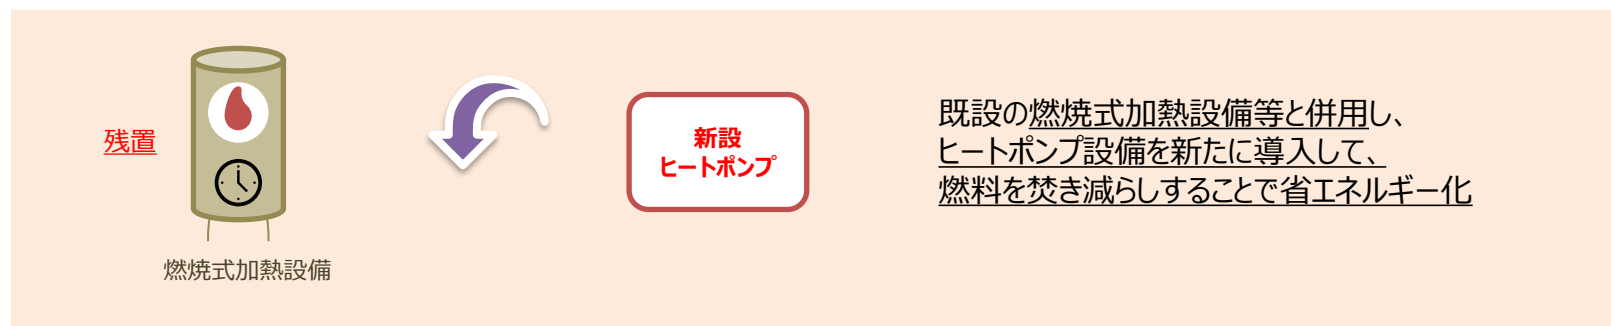 残置
燃焼式加熱設備
新設
ヒートポンプ
既設の燃焼式加熱設備等と併用し、
ヒートポンプ設備を新たに導入して、
燃料を焚き減らしすることで省エネルギー化